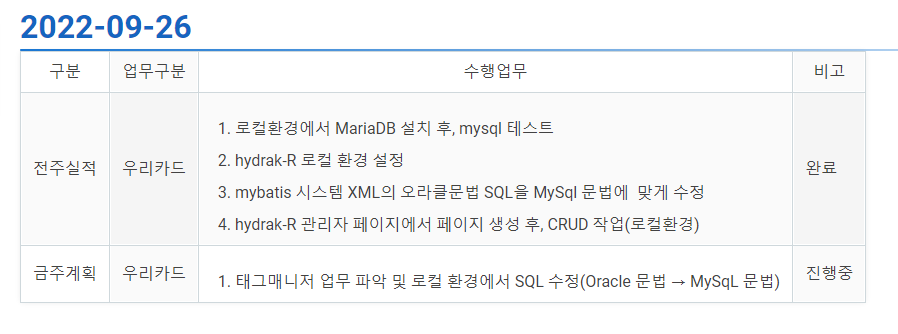 2022-09-26
구분 업무구분 수행업무 비고
1. 로컬환경에서 MariaDB 설치 후, mysql 테스트
2. hydrak-R 로컬 환경 설정
전주실적 우리카드 완료
3. mybatis 시스템 XML의 오라클문법 SQL을 MySql 문법에 맞게 수정
4. hydrak-R 관리자 페이지에서 페이지 생성 후, CRUD 작업(로컬환경)
금주계획 우리카드 1. 태그매니저 업무 파악 및 로컬 환경에서 SQL 수정(Oracle 문법 → MySqL 문법) 진행중